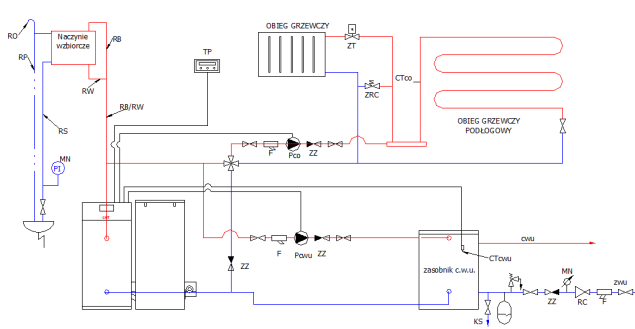 RO
Naczynie
wzbiorcze
RB
RP
RW
RB/RW
RS
MN
PI
TP
OBIEG GRZEWCZY
ZT
ZRC
CTco
OBIEG GRZEWCZY
PODŁOGOWY
F
Pco
ZZ
F
Pcwu
ZZ
ZZ
cwu
CTcwu
zasobnik c.w.u.
MN
zwu
ZZ
RC
F
KS